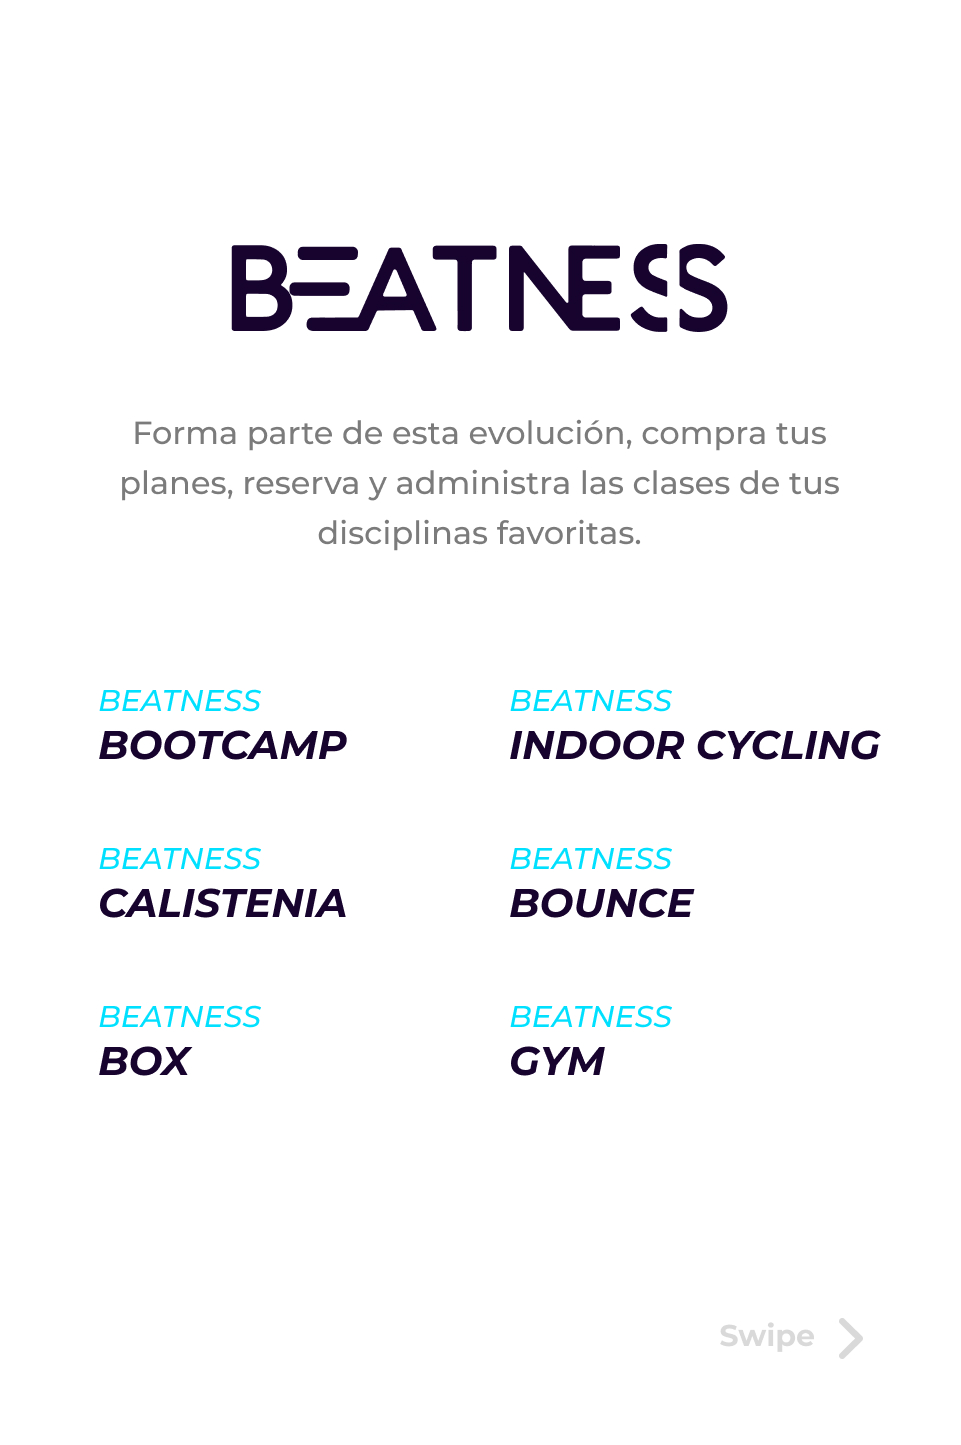 BEATNESS
Forma parte de esta evolución, compra tus
planes, reserva y administra las clases de tus
disciplinas favoritas.
BEATNESS
BOOTCAMP
BEATNESS
INDOOR CYCLING
BEATNESS
CALISTENIA
BEATNESS
BOUNCE
BEATNESS
BOX
BEATNESS
GYM
Swipe